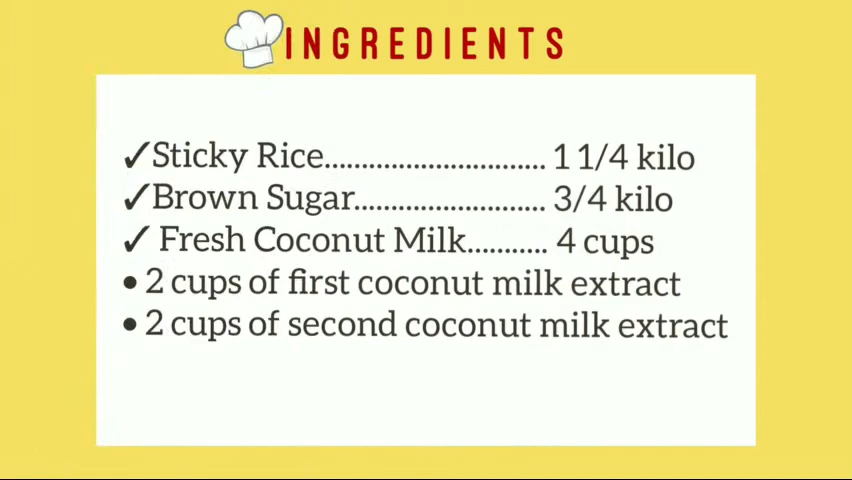 INGREDIENTS
✓Sticky Rice.............................. 1 1/4 kilo
✓Brown Sugar.......................... 3/4 kilo
✓ Fresh Coconut Milk........... 4 cups
• 2 cups of first coconut milk extract
• 2 cups of second coconut milk extract